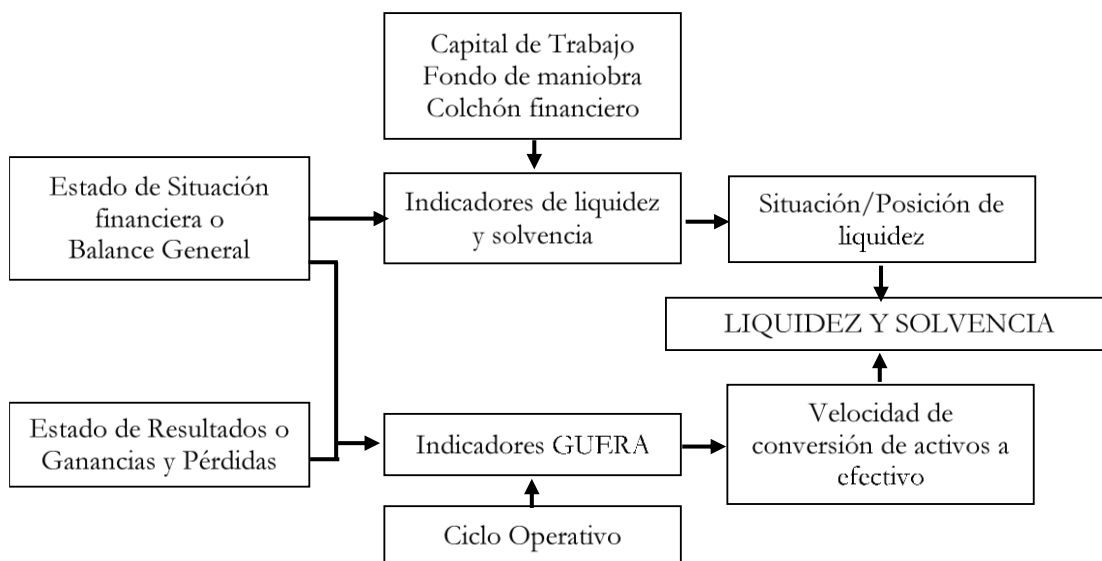 Capital de Trabajo
Fondo de maniobra
Colchón financiero
Estado de Situación
financiera o
Balance General
Indicadores de liquidez
y solvencia
Situación/Posición de
liquidez
LIQUIDEZ Y SOLVENCIA
Estado de Resultados o
Ganancias y Pérdidas
Indicadores GUERA
Velocidad de
conversión de activos a
efectivo
Ciclo Operativo